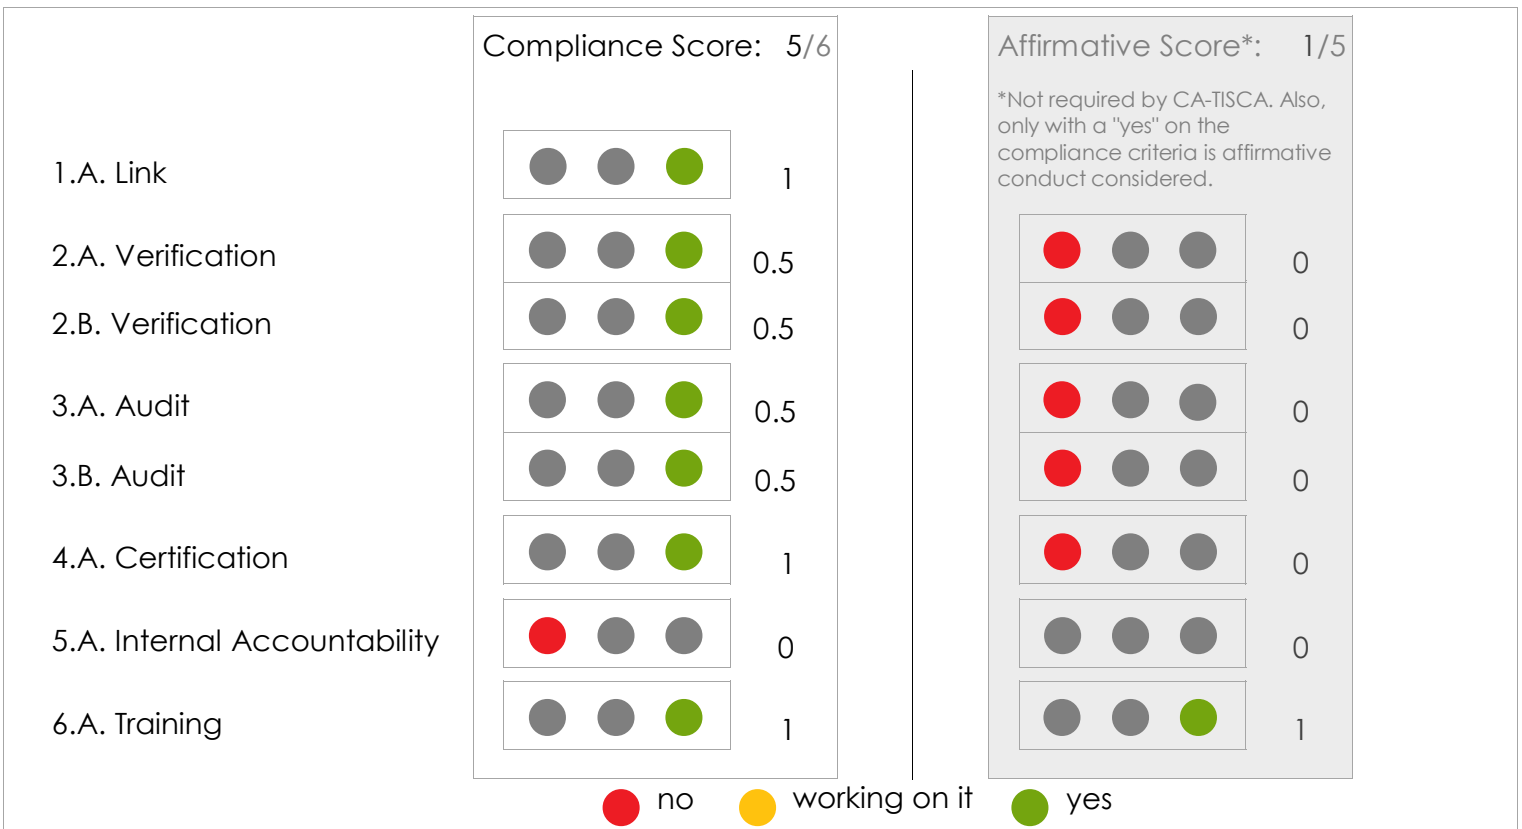 Compliance Score: 5/6
Affirmative Score*: 1/5
*Not required by CA-TISCA. Also,
only with a "yes" on the
compliance criteria is affirmative
conduct considered.
1.A. Link 1
2.A. Verification 0.5 0
2.B. Verification 0.5 0
3.A. Audit 0.5 0
3.B. Audit 0.5 0
4.A. Certification 1 0
5.A. Internal Accountability 0 0
6.A. Training 1 1
no working on it yes